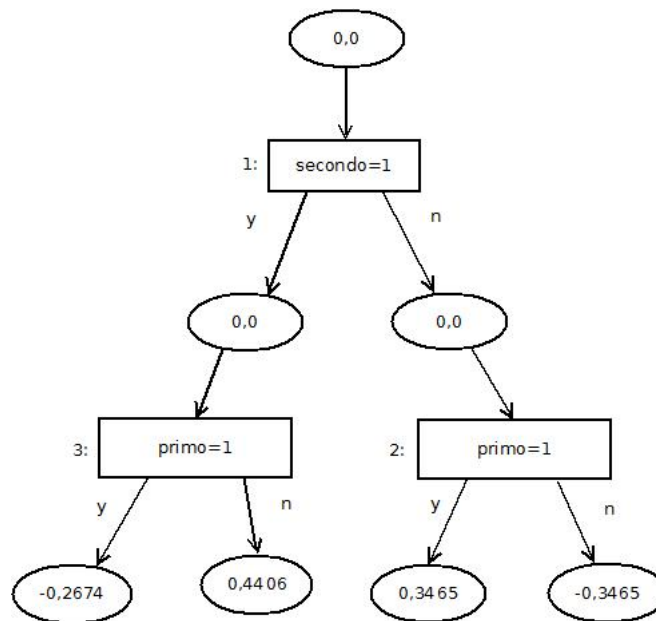 0,0
1:
secondo=1
y
n
0,0
0,0
3:
primo=1
2:
primo=1
y
n
y
n
-0,2674
0,4406
0,3465
-0,3465